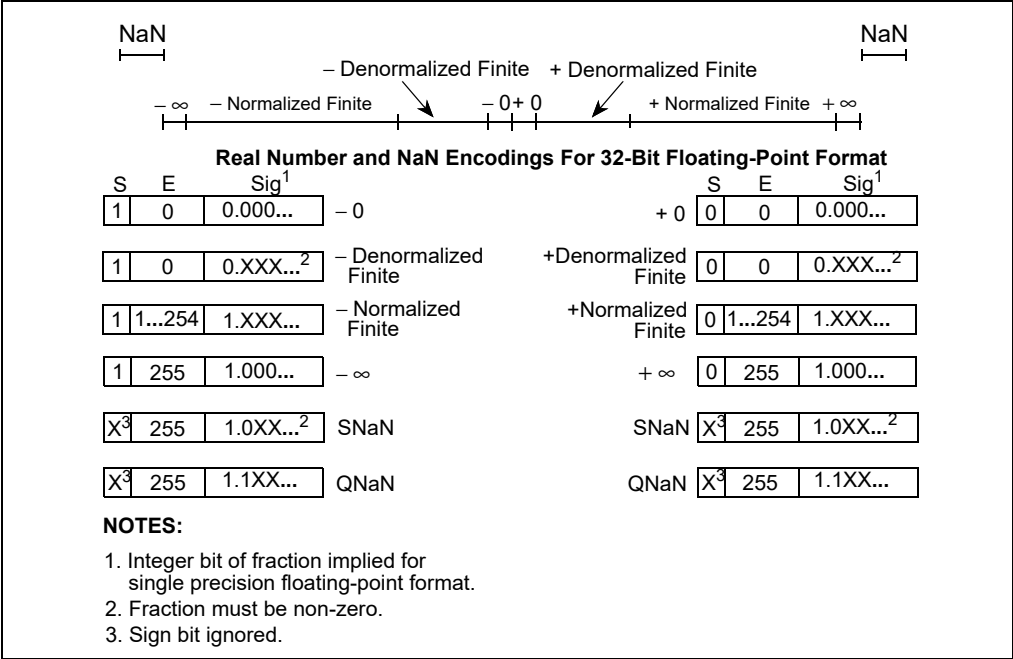 NaN NaN
− Denormalized Finite + Denormalized Finite
− ∞ − Normalized Finite − 0 + 0 + Normalized Finite + ∞
Real Number and NaN Encodings For 32-Bit Floating-Point Format
S E Sig1 S E Sig1
1 0 0.000... − 0 + 0 0 0 0.000...
1 0 0.XXX...2 − Denormalized Finite +Denormalized Finite 0 0 0.XXX...2
1 1...254 1.XXX... − Normalized Finite +Normalized Finite 0 1...254 1.XXX...
1 255 1.000... − ∞ + ∞ 0 255 1.000...
X3 255 1.0XX...2 SNaN SNaN X3 255 1.0XX...2
X3 255 1.1XX... QNaN QNaN X3 255 1.1XX...
NOTES:
1. Integer bit of fraction implied for
single precision floating-point format.
2. Fraction must be non-zero.
3. Sign bit ignored.